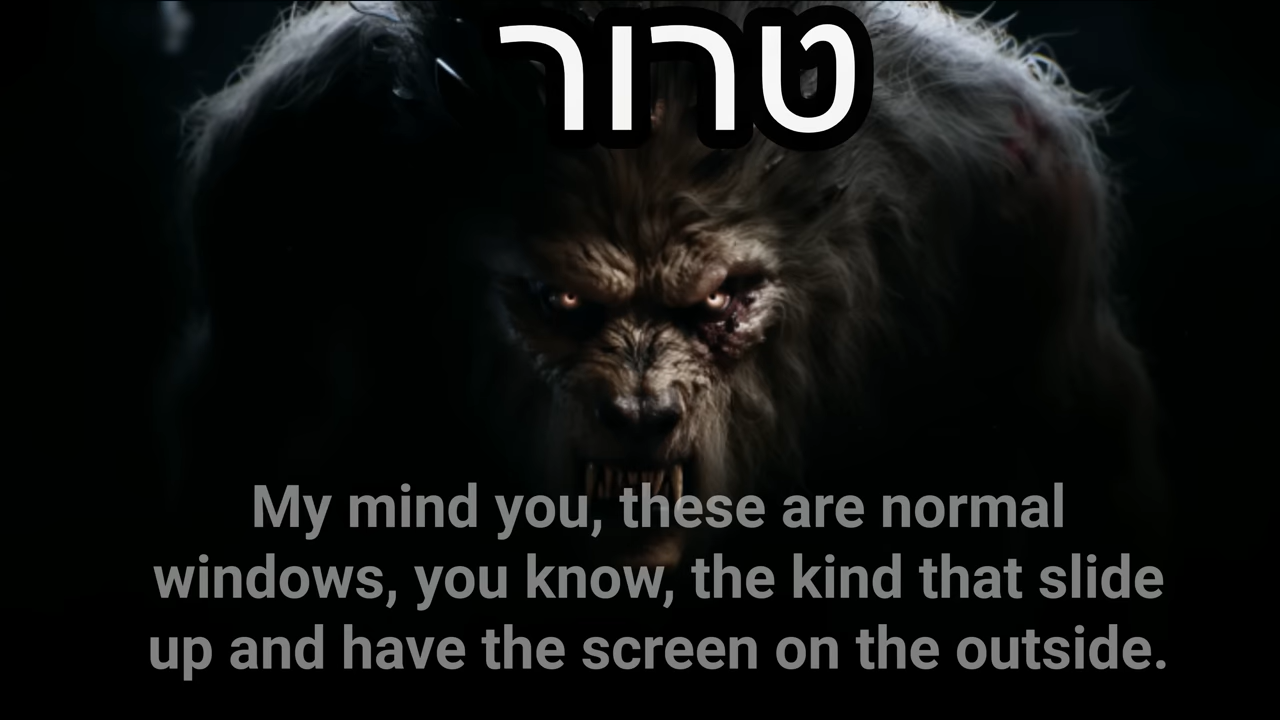 טרור
My mind you, these are normal
windows, you know, the kind that slide
up and have the screen on the outside.